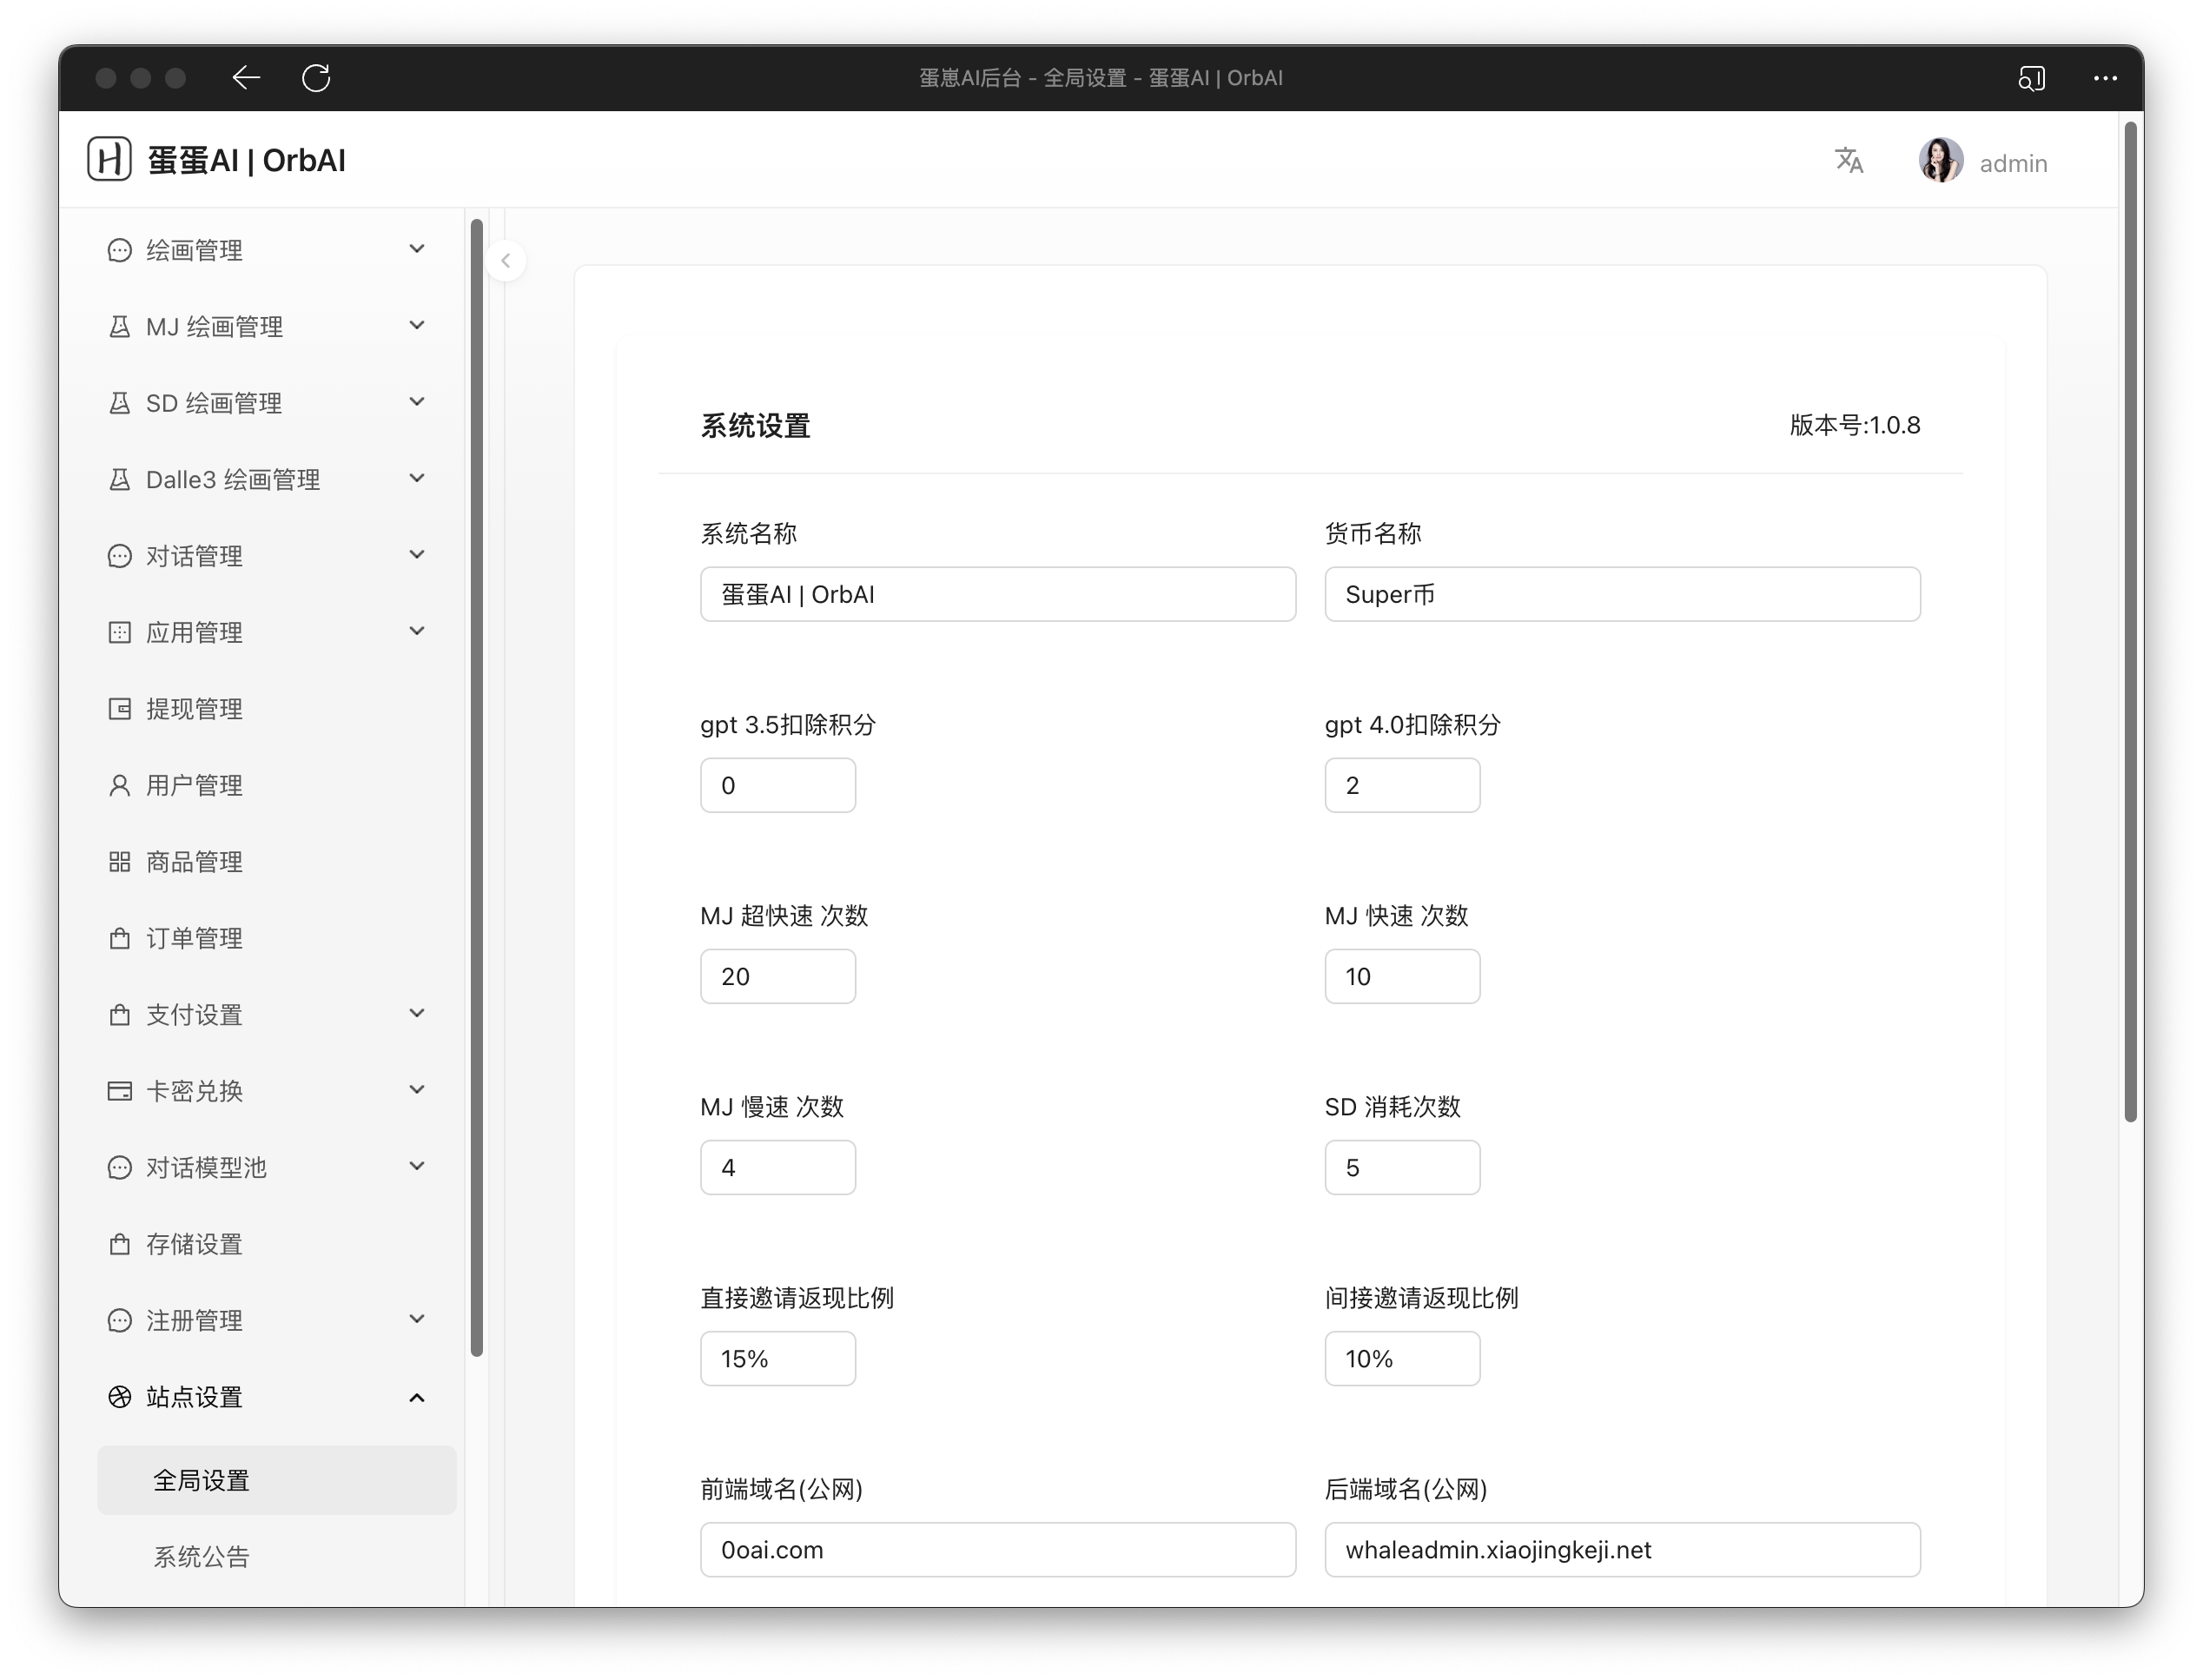 蛋崽AI后台 - 全局设置 - 蛋蛋AI | OrbAI
蛋蛋AI | OrbAI
admin
绘画管理
MJ 绘画管理
SD 绘画管理
Dalle3 绘画管理
对话管理
应用管理
提现管理
用户管理
商品管理
订单管理
支付设置
卡密兑换
对话模型池
存储设置
注册管理
站点设置
全局设置
系统公告
系统设置
版本号:1.0.8
系统名称
货币名称
蛋蛋AI | OrbAI
Super币
gpt 3.5扣除积分
gpt 4.0扣除积分
0
2
MJ 超快速 次数
MJ 快速 次数
20
10
MJ 慢速 次数
SD 消耗次数
4
5
直接邀请返现比例
间接邀请返现比例
15%
10%
前端域名(公网)
后端域名(公网)
0oai.com
whaleadmin.xiaojingkeji.net